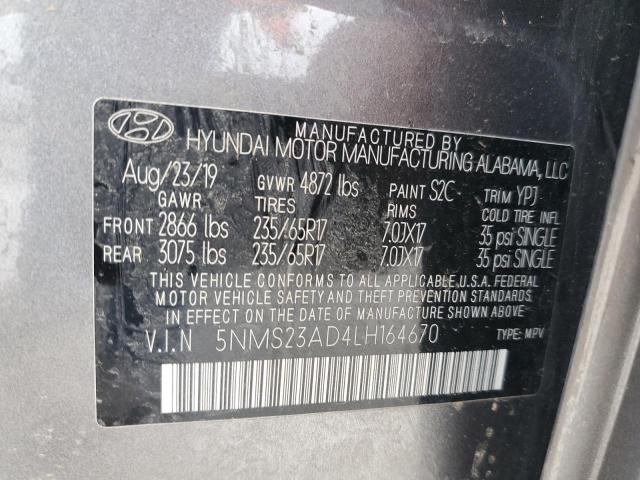 MANUFACTURED BY
HYUNDAI MOTOR MANUFACTURING ALABAMA, LLC
Aug/23/19 GVWR 4872 lbs PAINT S2C TRIM YPJ
GAWR TIRES RIMS COLD TIRE INFL
FRONT 2866 lbs 235/65R17 7.0JX17 35 psi SINGLE
REAR 3075 lbs 235/65R17 7.0JX17 35 psi SINGLE
THIS VEHICLE CONFORMS TO ALL APPLICABLE U.S.A. FEDERAL
MOTOR VEHICLE SAFETY AND THEFT PREVENTION STANDARDS.
IN EFFECT ON THE DATE OF MANUFACTURE SHOWN ABOVE.
V.I.N 5NMS23AD4LH164670 TYPE: MPV